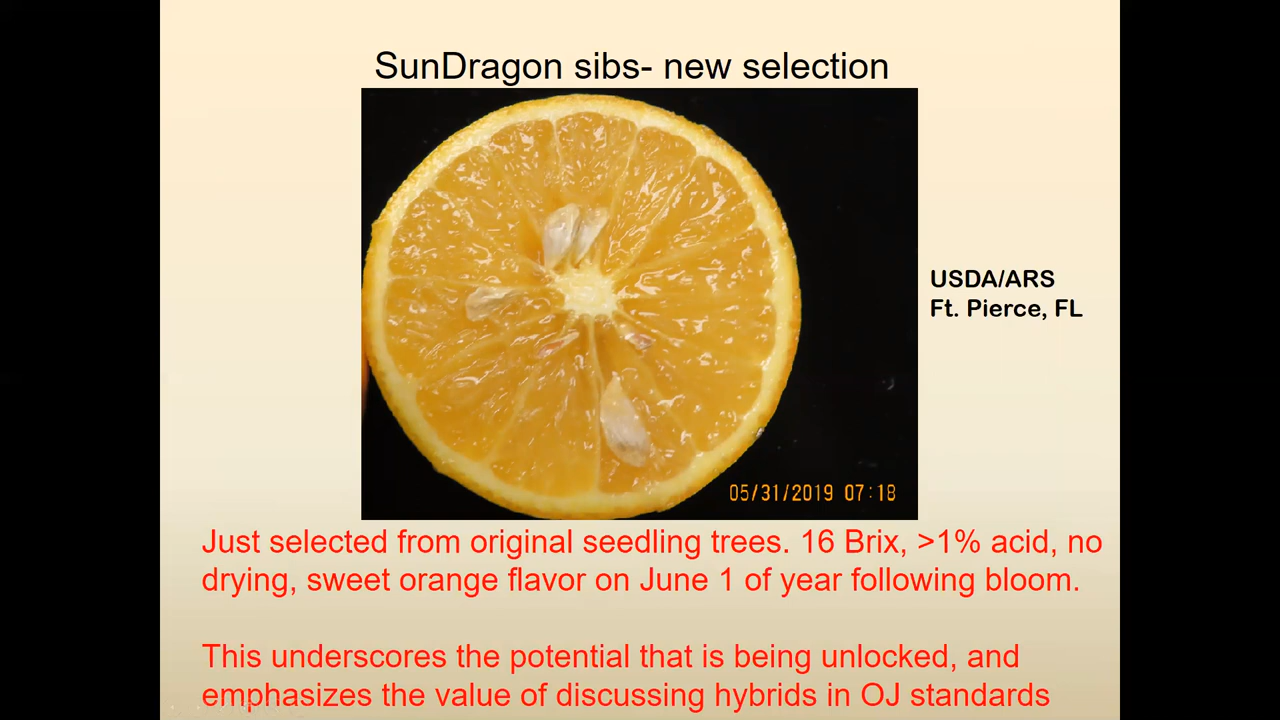 SunDragon sibs- new selection
USDA/ARS
Ft. Pierce, FL
05/31/2019 07:18
Just selected from original seedling trees. 16 Brix, >1% acid, no
drying, sweet orange flavor on June 1 of year following bloom.
This underscores the potential that is being unlocked, and
emphasizes the value of discussing hybrids in OJ standards